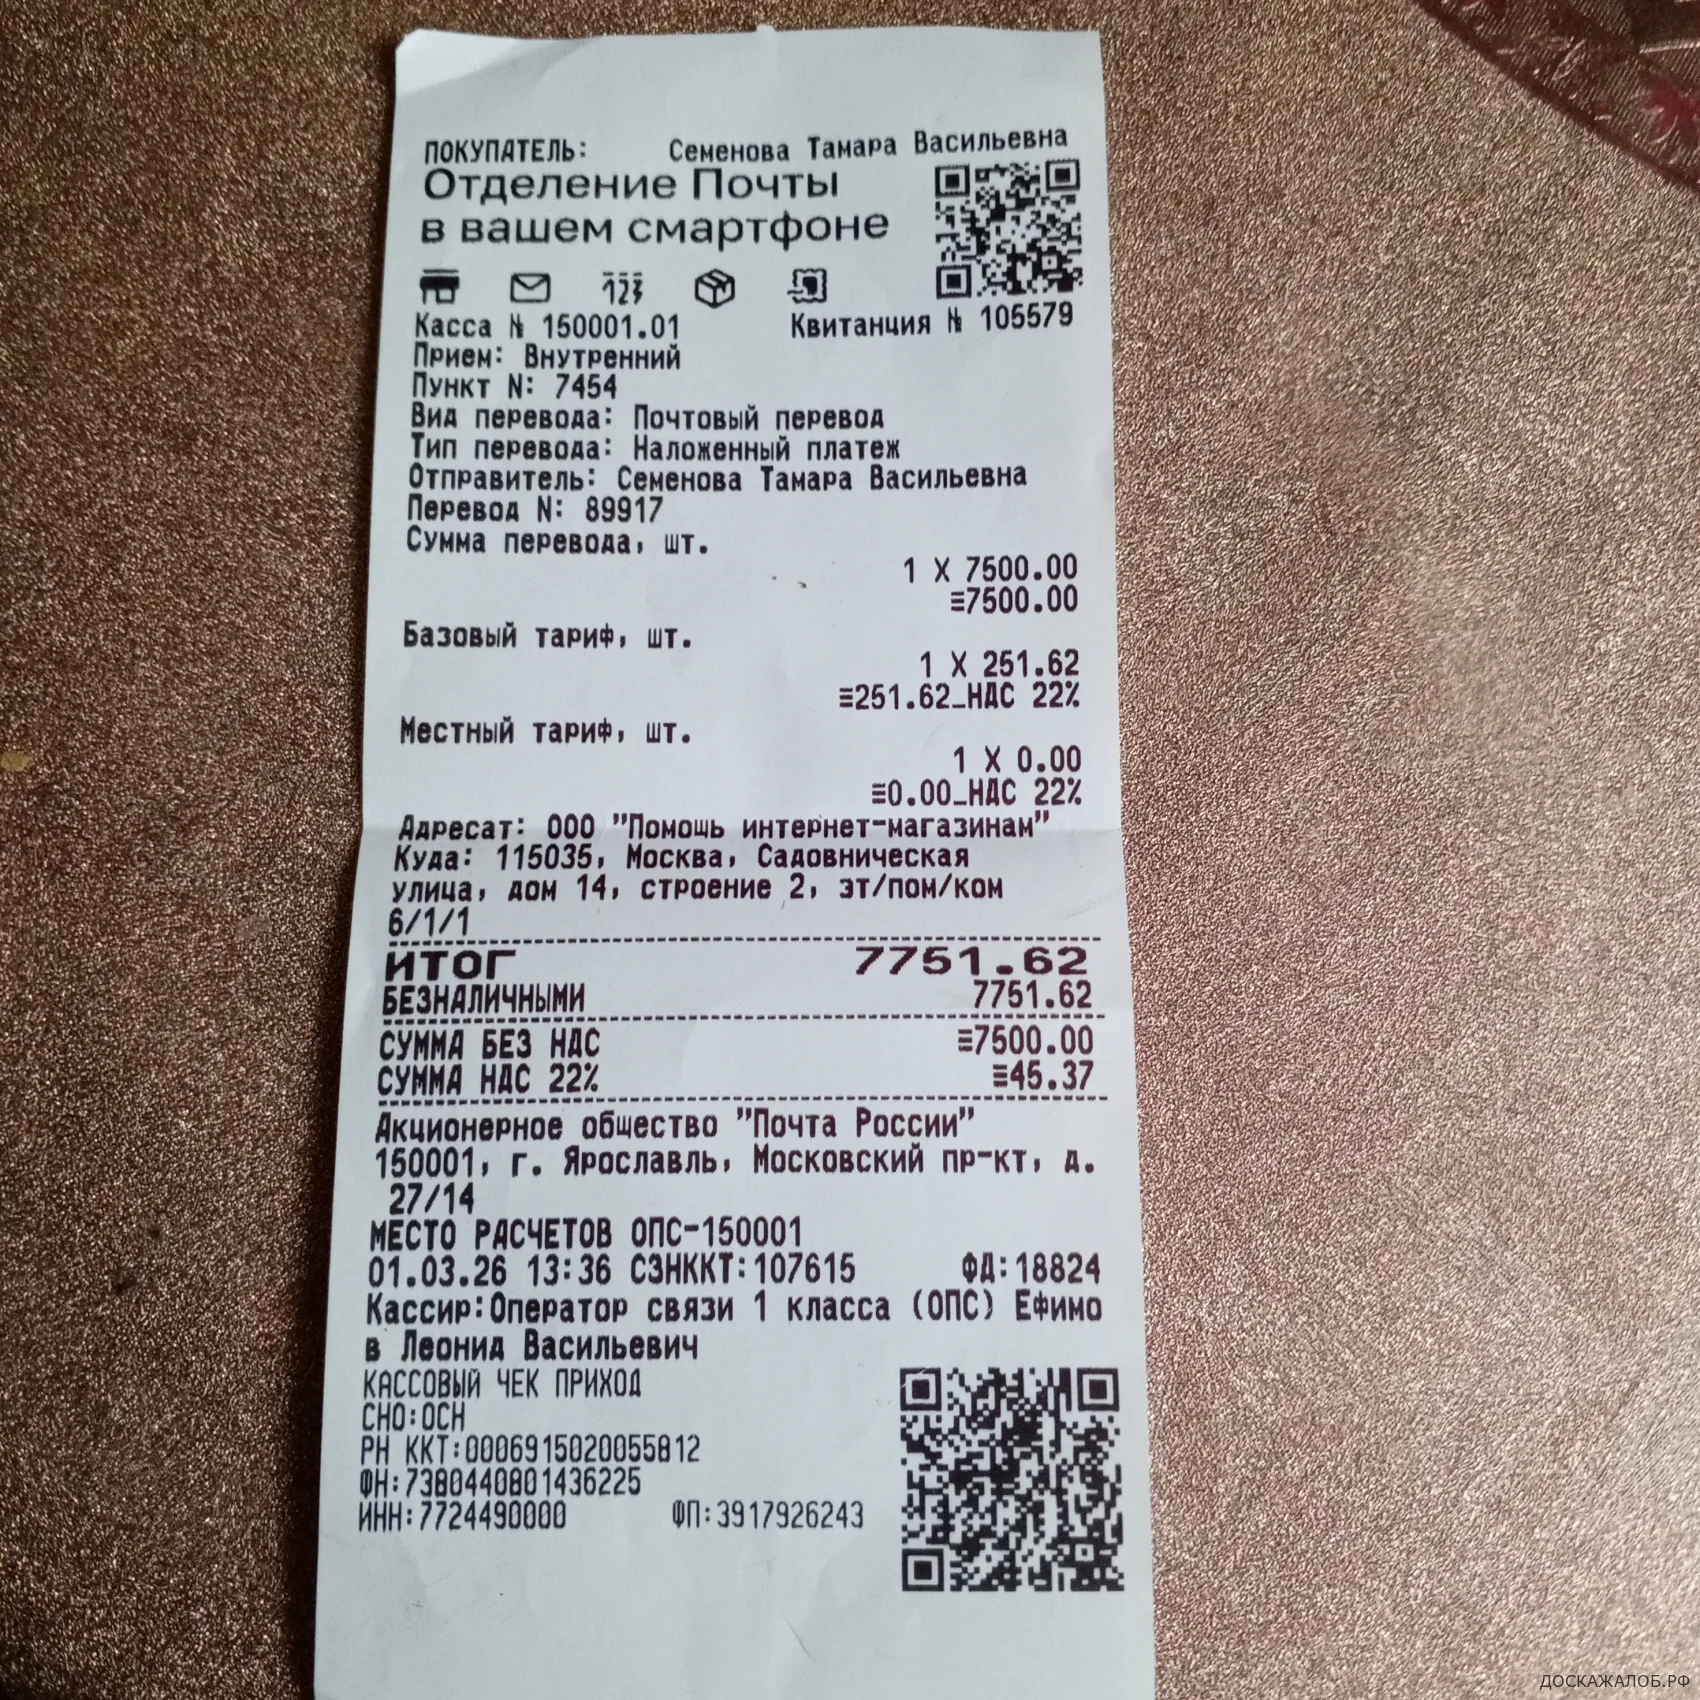 ПОКУПАТЕЛЬ: Семенова Тамара Васильевна
Отделение Почты
в вашем смартфоне
Касса № 150001.01 Квитанция № 105579
Прием: Внутренний
Пункт N: 7454
Вид перевода: Почтовый перевод
Тип перевода: Наложенный платеж
Отправитель: Семенова Тамара Васильевна
Перевод N: 89917
Сумма перевода, шт.
1 X 7500.00
≡7500.00
Базовый тариф, шт.
1 X 251.62
≡251.62_НДС 22%
Местный тариф, шт.
1 X 0.00
≡0.00_НДС 22%
Адресат: ООО "Помощь интернет-магазинам"
Куда: 115035, Москва, Садовническая
улица, дом 14, строение 2, эт/пом/ком
6/1/1
ИТОГ 7751.62
БЕЗНАЛИЧНЫМИ 7751.62
СУММА БЕЗ НДС ≡7500.00
СУММА НДС 22% ≡45.37
Акционерное общество "Почта России"
150001, г. Ярославль, Московский пр-кт, д.
27/14
МЕСТО РАСЧЕТОВ ОПС-150001
01.03.26 13:36 СЗНККТ:107615 ФД:18824
Кассир:Оператор связи 1 класса (ОПС) Ефимо
в Леонид Васильевич
КАССОВЫЙ ЧЕК ПРИХОД
СНО:ОСН
РН ККТ:0006915020055812
ФН:7380440801436225
ИНН:7724490000 ФП:3917926243
ДОСКАЖАЛОБ.РФ